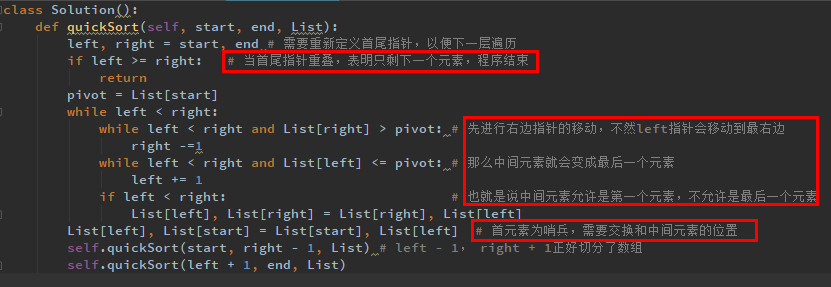 class Solution():
def quickSort(self, start, end, List):
left, right = start, end # 需要重新定义首尾指针，以便下一层遍历
if left >= right: # 当首尾指针重叠，表明只剩下一个元素，程序结束
return
pivot = List[start]
while left < right:
while left < right and List[right] > pivot: # 先进行右边指针的移动，不然left指针会移动到最右边
right -=1
while left < right and List[left] <= pivot: # 那么中间元素就会变成最后一个元素
left += 1
if left < right: # 也就是说中间元素允许是第一个元素，不允许是最后一个元素
List[left], List[right] = List[right], List[left]
List[left], List[start] = List[start], List[left] # 首元素为哨兵，需要交换和中间元素的位置
self.quickSort(start, right - 1, List) # left - 1， right + 1正好切分了数组
self.quickSort(left + 1, end, List)